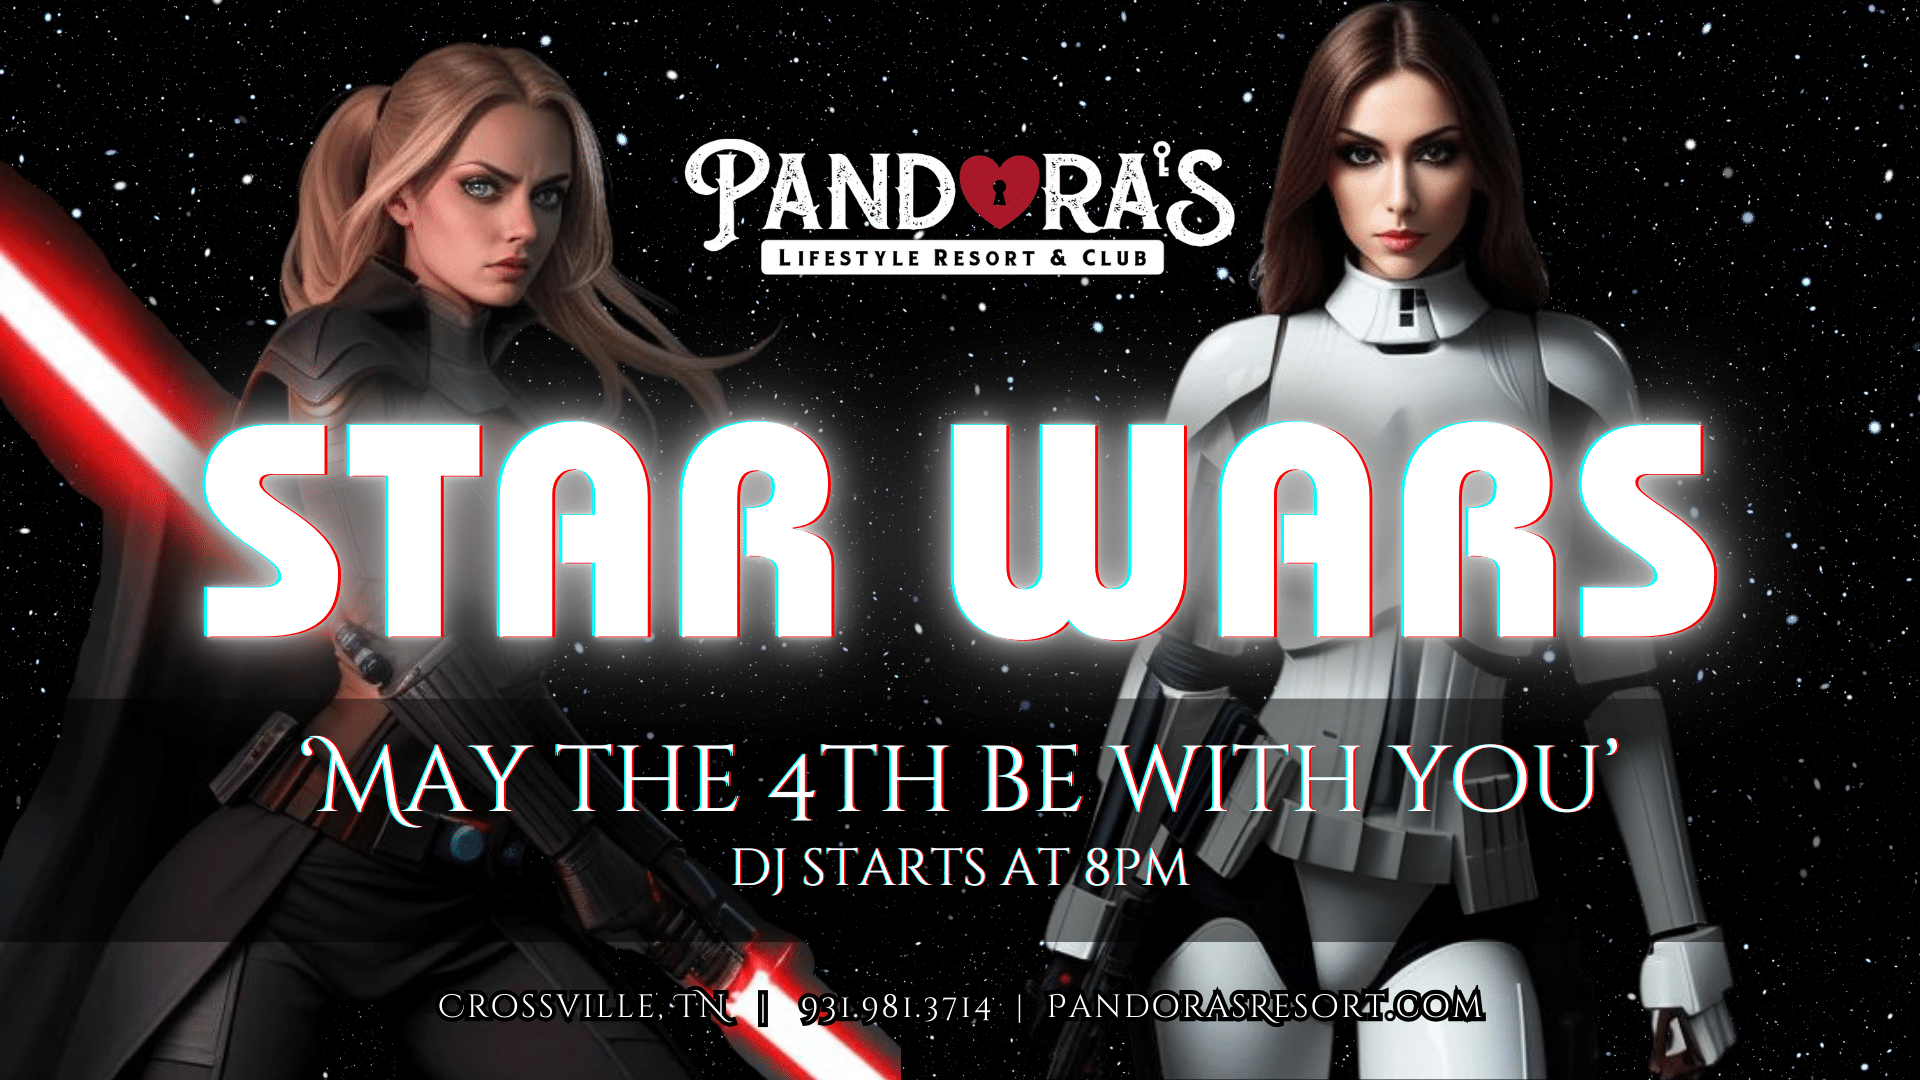 PANDORA'S
LIFESTYLE RESORT & CLUB
STAR WARS
'MAY THE 4TH BE WITH YOU'
DJ STARTS AT 8PM
CROSSVILLE, TN | 931.981.3714 | PANDORASRESORT.COM